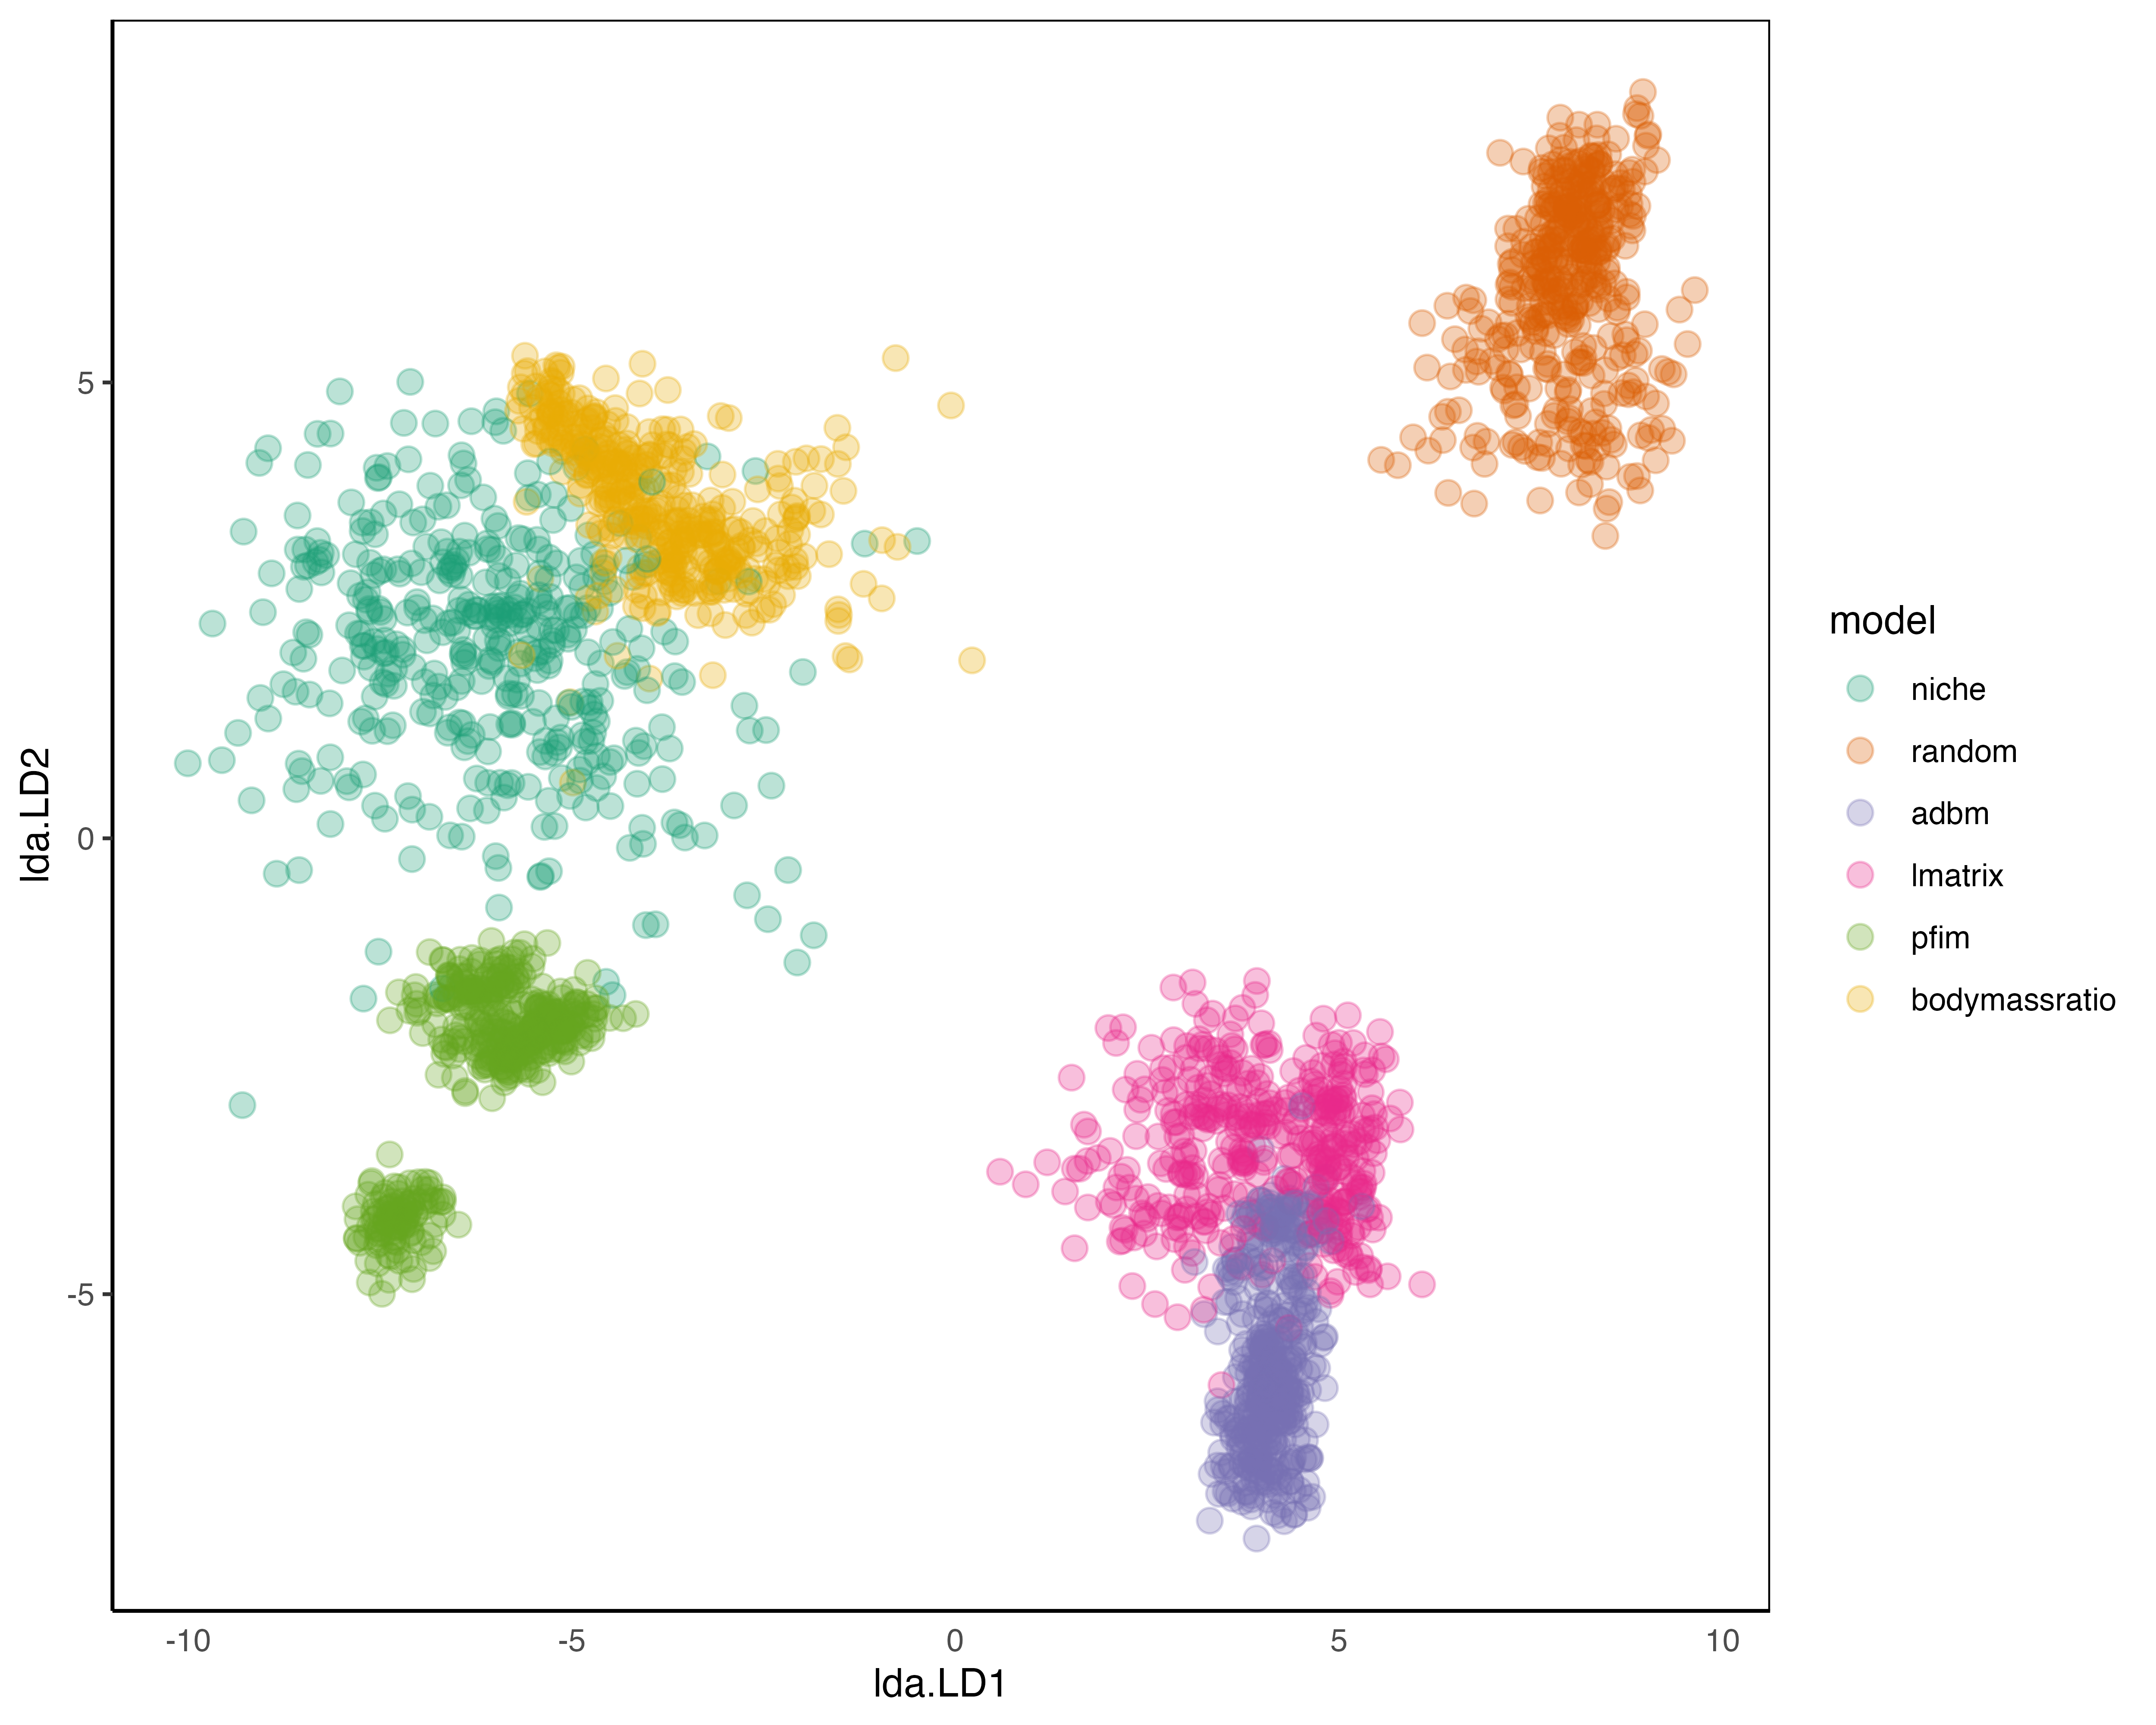 5
0
-5
lda.LD2
-10
-5
0
5
10
lda.LD1
model
niche
random
adbm
lmatrix
pfim
bodymassratio